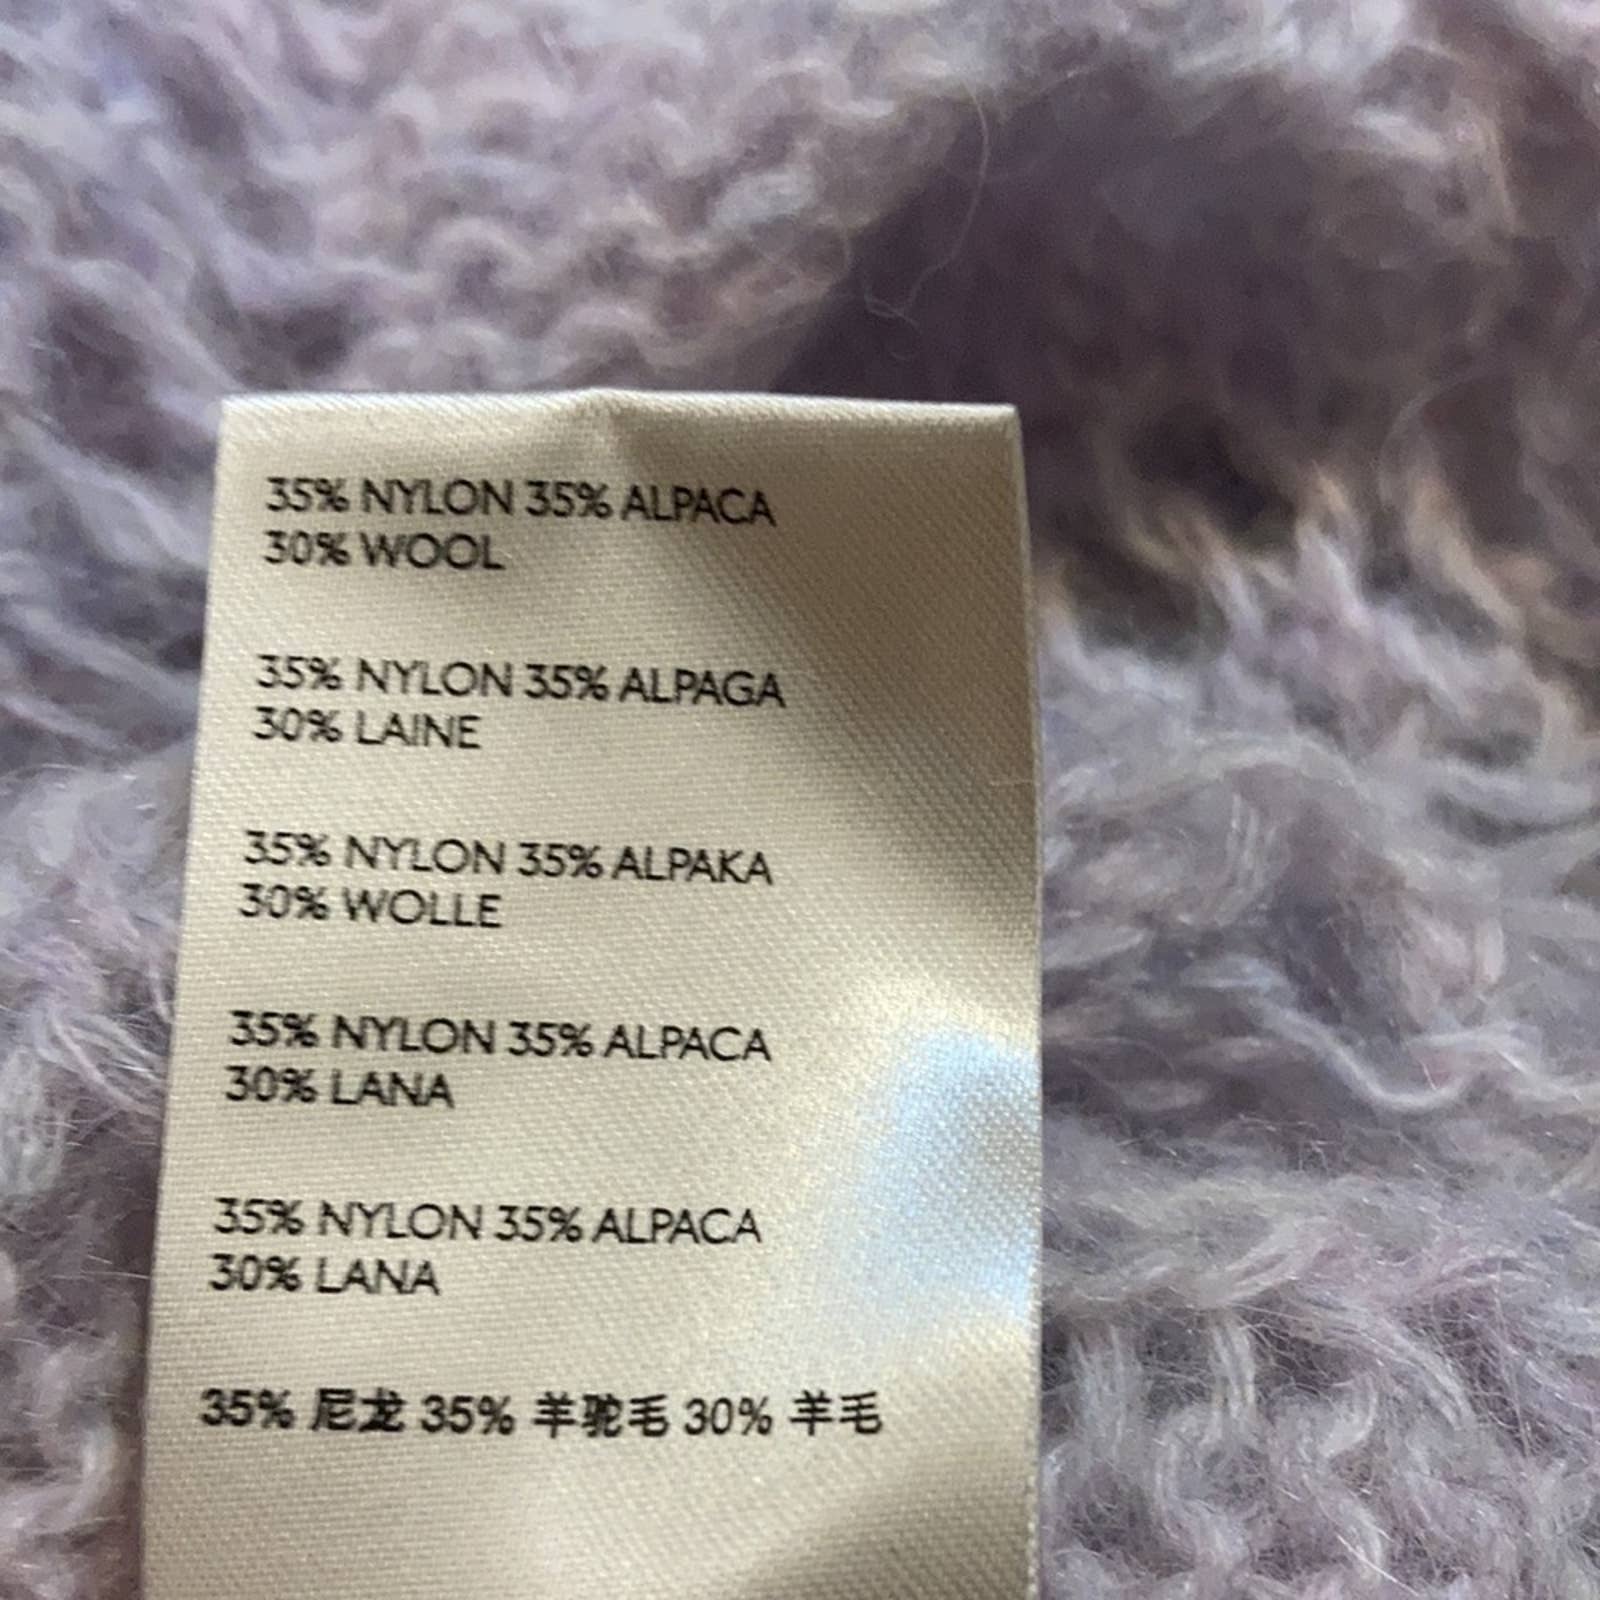 35% NYLON 35% ALPACA
30% WOOL
35% NYLON 35% ALPAGA
30% LAINE
35% NYLON 35% ALPAKA
30% WOLLE
35% NYLON 35% ALPACA
30% LANA
35% NYLON 35% ALPACA
30% LANA
35% 尼龙 35% 羊驼毛 30% 羊毛